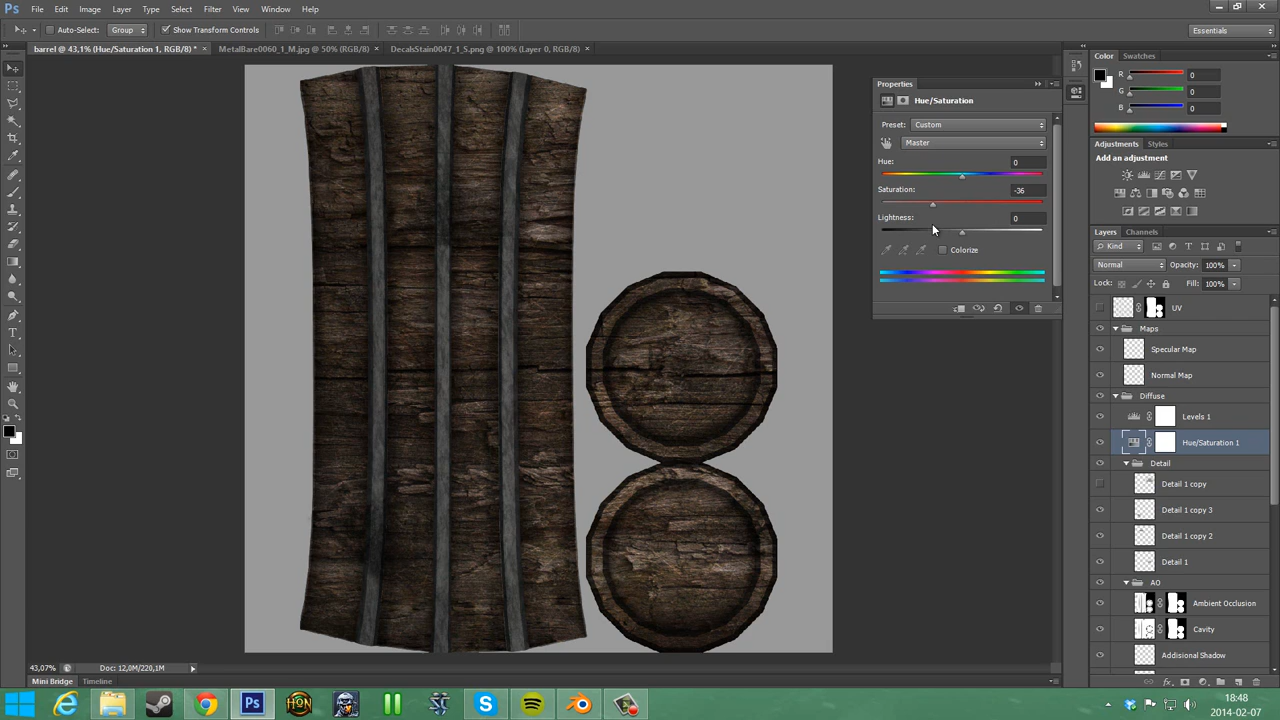 Ps File Edit Image Layer Type Select Filter View Window Help
Auto-Select: Group Show Transform Controls Essentials
barrel @ 43,1% (Hue/Saturation 1, RGB/8) * × MetalBare0060_1_M.jpg @ 50% (RGB/8) × DecalsStain0047_1_S.png @ 100% (Layer 0, RGB/8) ×
Color Swatches
R 0
G 0
B 0
Properties
Hue/Saturation
Preset: Custom
Master
Hue: 0
Saturation: -36
Lightness: 0
Colorize
Adjustments Styles
Add an adjustment
Layers Channels
Kind
Normal Opacity: 100%
Lock: Fill: 100%
UV
Maps
Specular Map
Normal Map
Diffuse
Levels 1
Hue/Saturation 1
Detail
Detail 1 copy
Detail 1 copy 3
Detail 1 copy 2
Detail 1
AO
Ambient Occlusion
Cavity
Addisional Shadow
43,07% Doc: 12,0M/220,1M
Mini Bridge Timeline
HON
Ps
18:48
2014-02-07